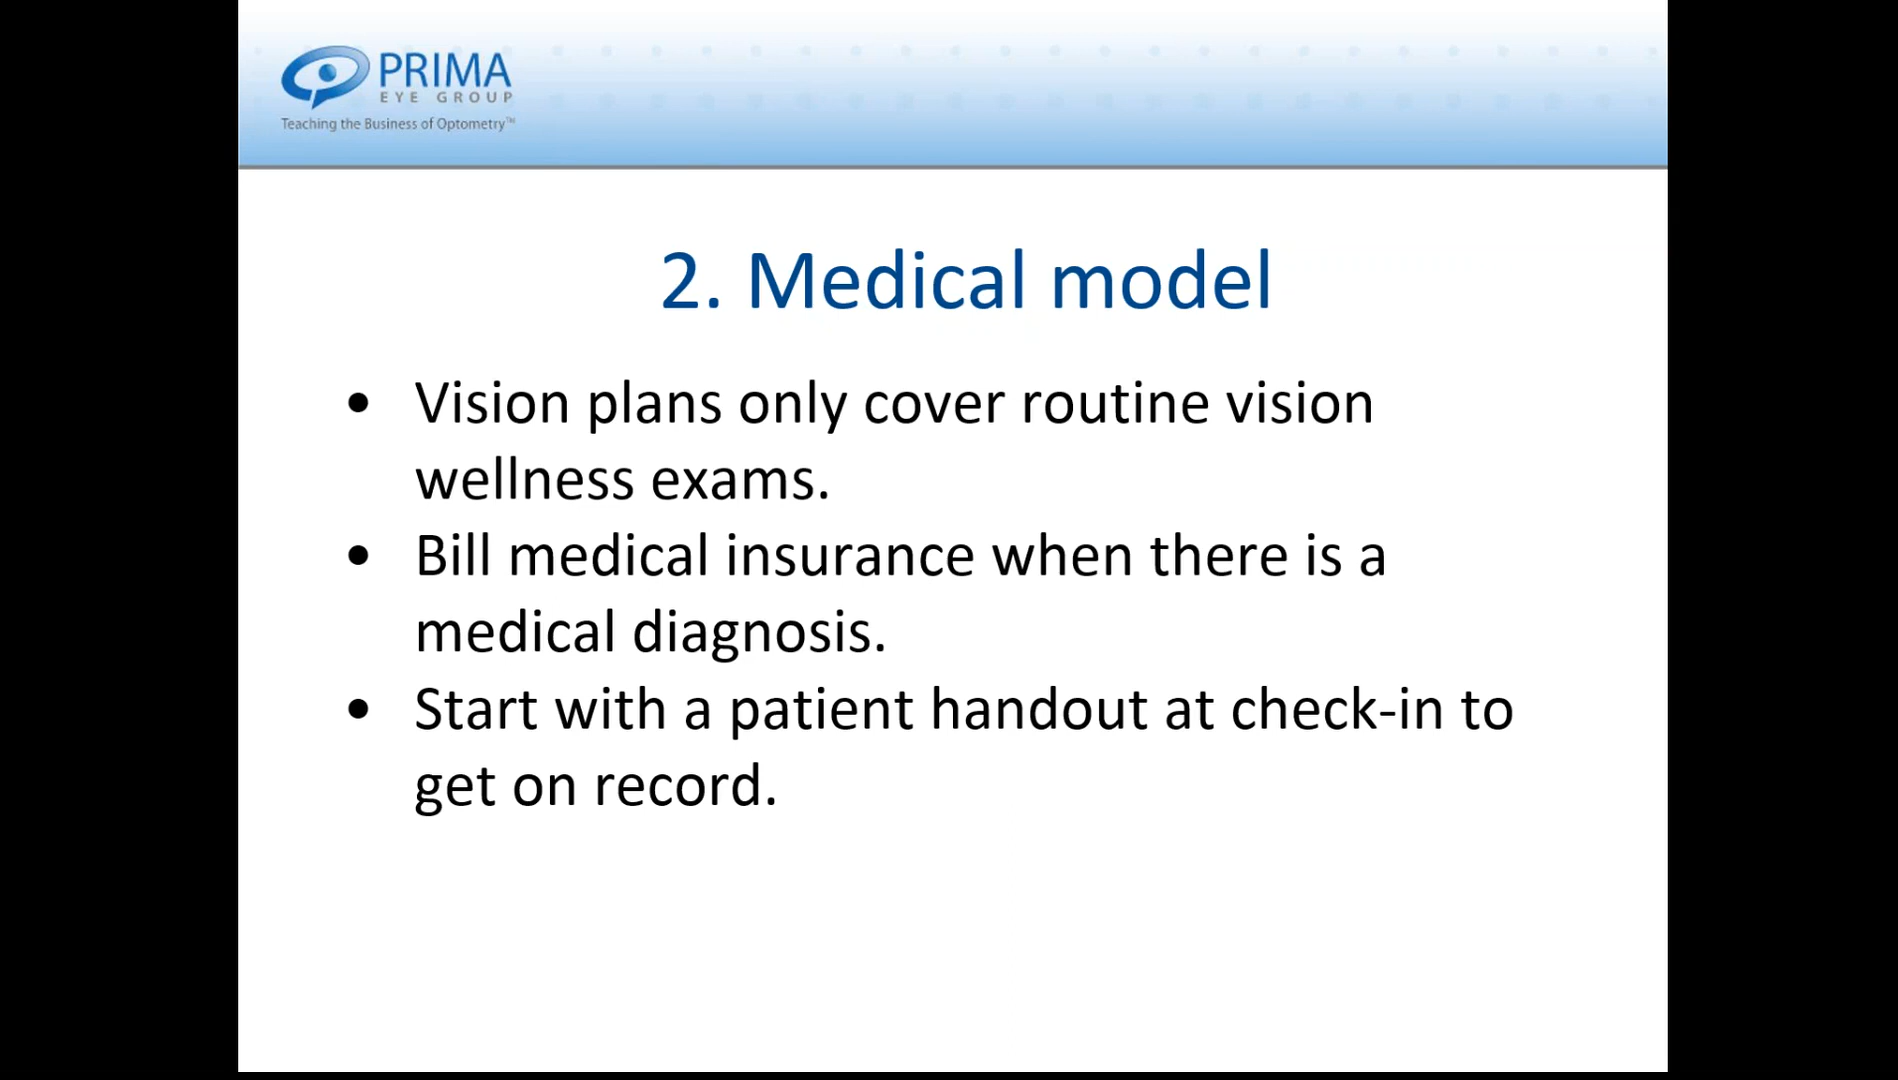 PRIMA
EYE GROUP
Teaching the Business of Optometry™
2. Medical model
• Vision plans only cover routine vision
wellness exams.
• Bill medical insurance when there is a
medical diagnosis.
• Start with a patient handout at check-in to
get on record.